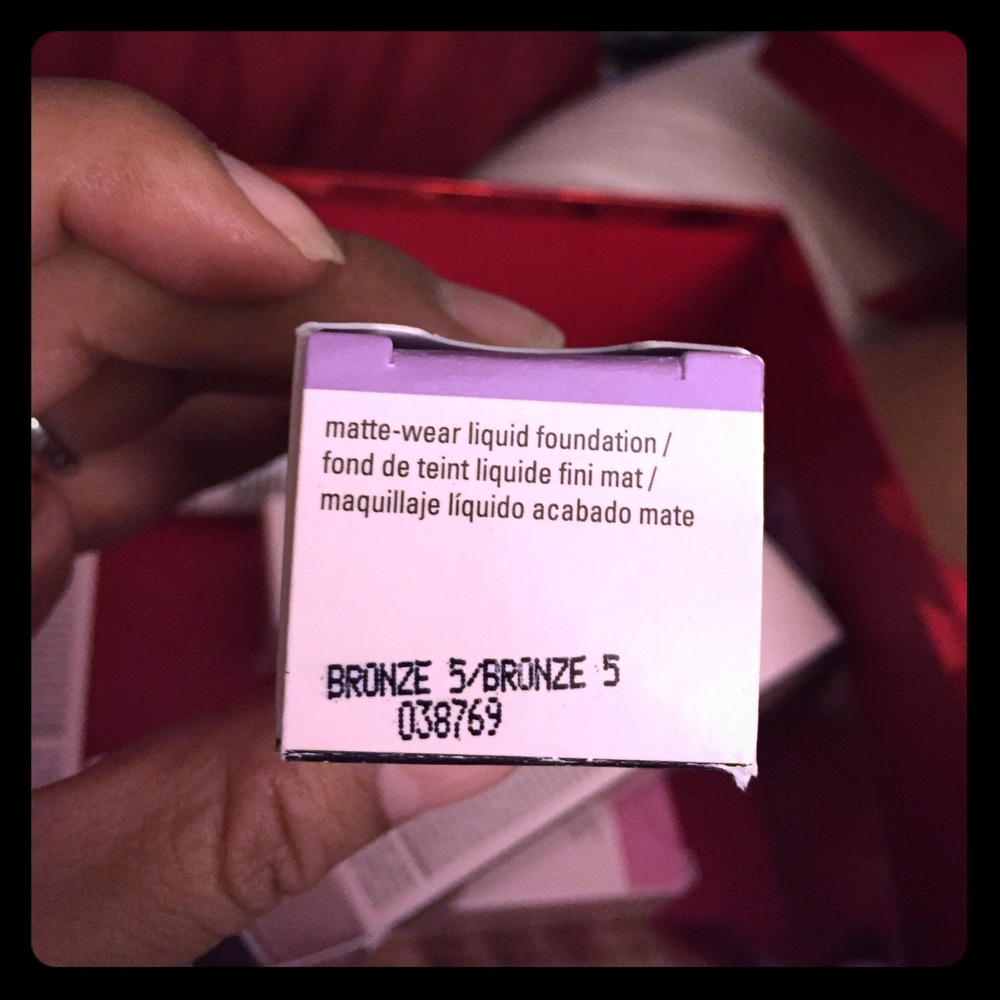 matte-wear liquid foundation /
fond de teint liquide fini mat /
maquillaje líquido acabado mate
BRONZE 5/BRONZE 5
038769